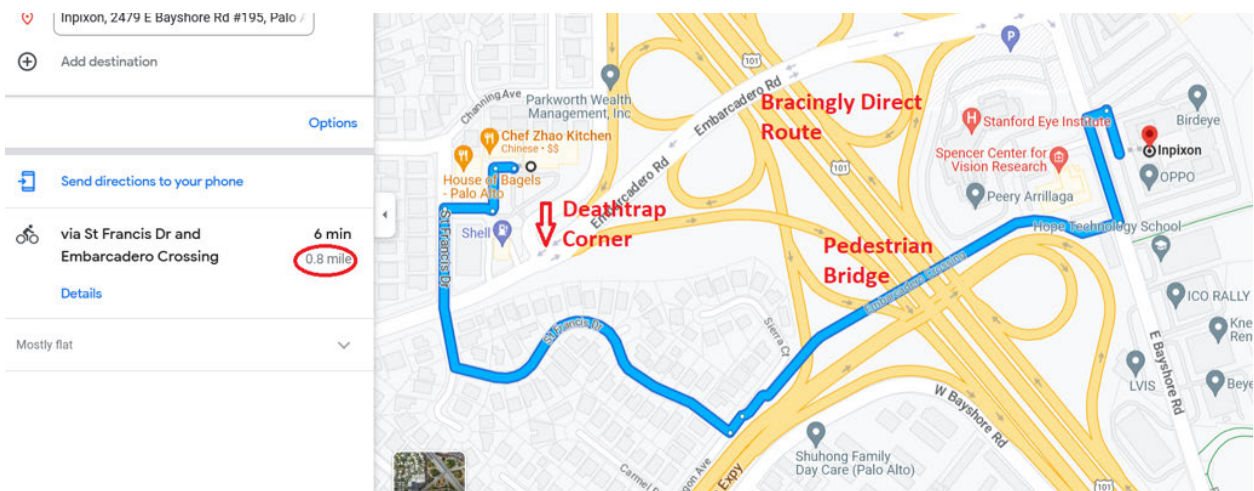 Inpixon, 2479 E Bayshore Rd #195, Palo
Add destination
Options
Send directions to your phone
via St Francis Dr and
Embarcadero Crossing
6 min
0.8 mile
Details
Mostly flat
Channing Ave
Parkworth Wealth
Management, Inc
Chef Zhao Kitchen
Chinese • $$
House of Bagels
- Palo Alto
Shell
St Francis Dr
Deathtrap
Corner
Embarcadero Rd
Embarcadero Rd
101
P
Bracingly Direct
Route
101
H
Stanford Eye Institute
Birdeye
Spencer Center for
Vision Research
Inpixon
OPPO
Peery Arrillaga
Hope Technology School
Pedestrian
Bridge
Embarcadero Crossing
ICO RALLY
St Francis Dr
Sierra Ct
E Bayshore Rd
LVIS
W Bayshore Rd
Shuhong Family
Day Care (Palo Alto)
Expy
101